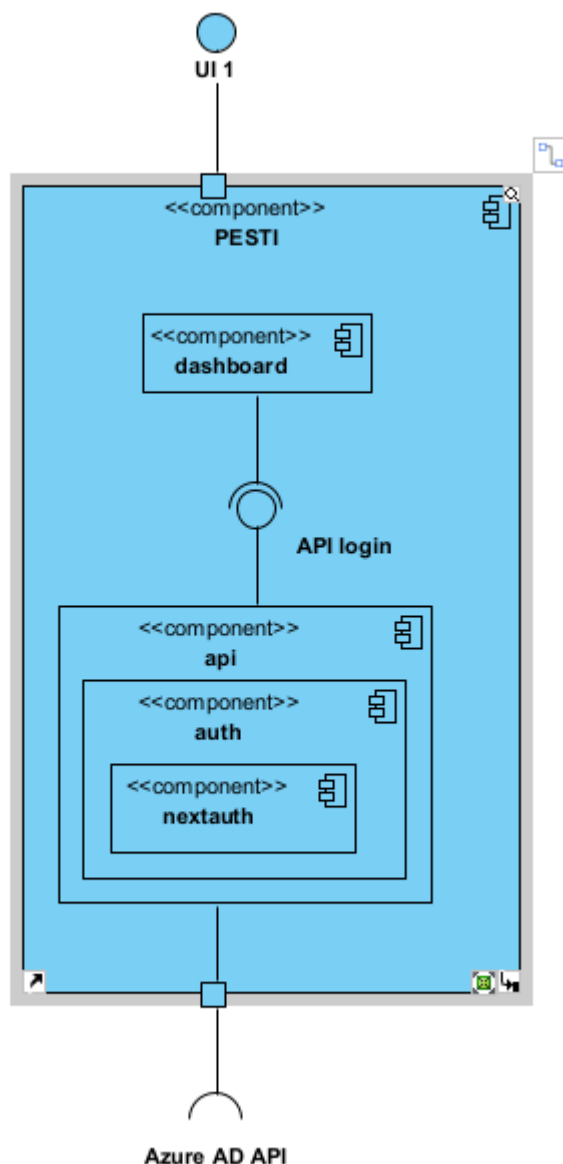 UI 1
<<component>>
PESTI
<<component>>
dashboard
API login
<<component>>
api
<<component>>
auth
<<component>>
nextauth
Azure AD API